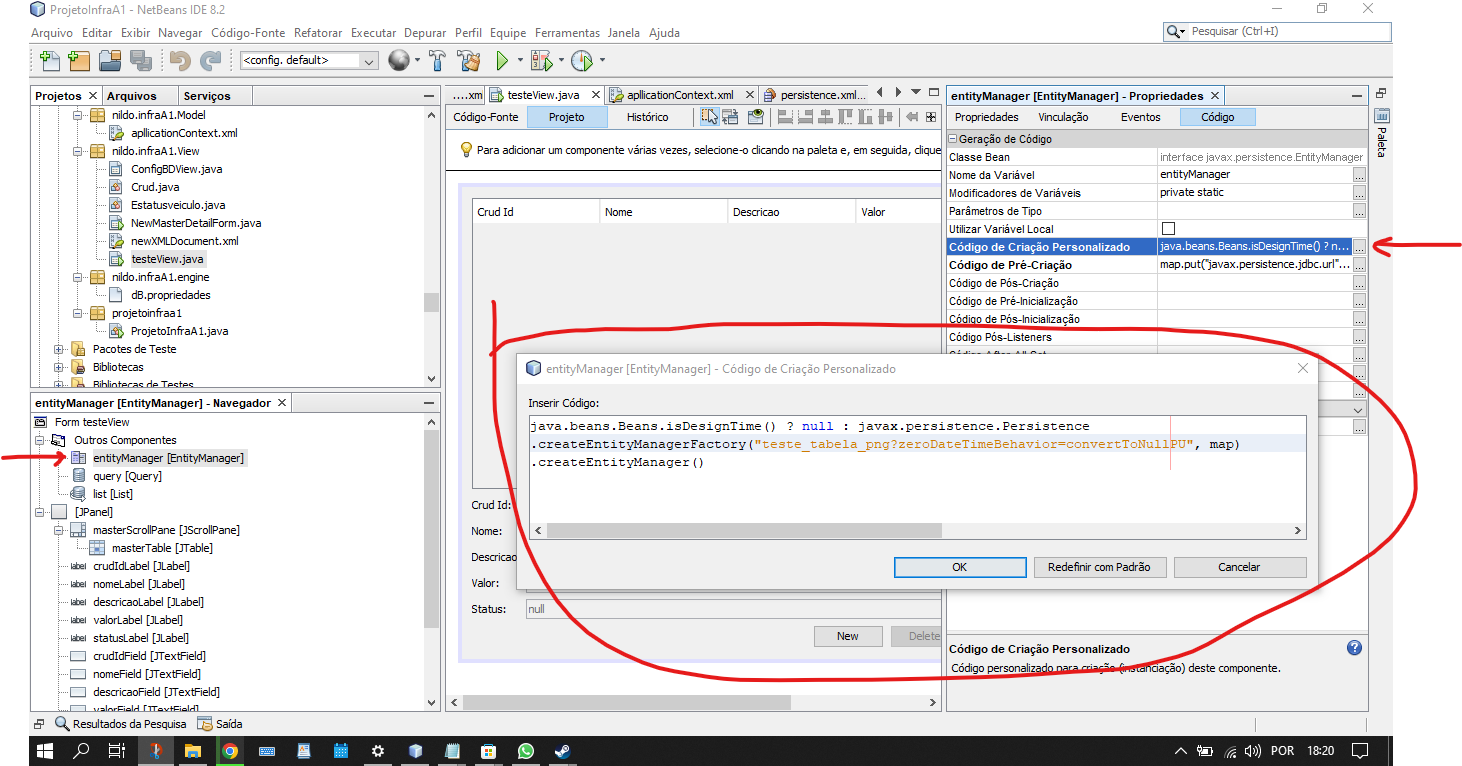 ProjetoInfraA1 - NetBeans IDE 8.2
Arquivo Editar Exibir Navegar Código-Fonte Refatorar Executar Depurar Perfil Equipe Ferramentas Janela Ajuda
Pesquisar (Ctrl+I)
<config. default>
Projetos Arquivos Serviços
nildo.infraA1.Model
apllicationContext.xml
nildo.infraA1.View
ConfigBDView.java
Crud.java
Estatusveiculo.java
NewMasterDetailForm.java
newXMLDocument.xml
testeView.java
nildo.infraA1.engine
dB.propriedades
projetoinfraa1
ProjetoInfraA1.java
Pacotes de Teste
Bibliotecas
Bibliotecas de Testes
entityManager [EntityManager] - Navegador
Form testeView
Outros Componentes
entityManager [EntityManager]
query [Query]
list [List]
[JPanel]
masterScrollPane [JScrollPane]
masterTable [JTable]
crudIdLabel [JLabel]
nomeLabel [JLabel]
descricaoLabel [JLabel]
valorLabel [JLabel]
statusLabel [JLabel]
crudIdField [JTextField]
nomeField [JTextField]
descricaoField [JTextField]
valorField [JTextField]
....xm testeView.java apllicationContext.xml persistence.xml...
Código-Fonte Projeto Histórico
Para adicionar um componente várias vezes, selecione-o clicando na paleta e, em seguida, clique
Crud Id Nome Descricao Valor
Crud Id:
Nome:
Descricao
Valor:
Status: null
New Delete
entityManager [EntityManager] - Propriedades
Propriedades Vinculação Eventos Código
Geração de Código
Classe Bean interface javax.persistence.EntityManager
Nome da Variável entityManager ...
Modificadores de Variáveis private static ...
Parâmetros de Tipo ...
Utilizar Variável Local
Código de Criação Personalizado java.beans.Beans.isDesignTime() ? n... ...
Código de Pré-Criação map.put("javax.persistence.jdbc.url"... ...
Código de Pós-Criação ...
Código de Pré-Inicialização ...
Código de Pós-Inicialização ...
Código Pós-Listeners ...
Código After-All-Set ...
Paleta
entityManager [EntityManager] - Código de Criação Personalizado
Inserir Código:
java.beans.Beans.isDesignTime() ? null : javax.persistence.Persistence
.createEntityManagerFactory("teste_tabela_png?zeroDateTimeBehavior=convertToNullPU", map)
.createEntityManager()
OK Redefinir com Padrão Cancelar
Código de Criação Personalizado
Código personalizado para criação (instanciação) deste componente.
Resultados da Pesquisa Saída
POR 18:20